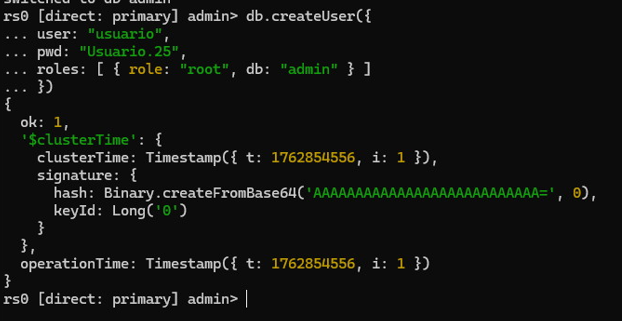 switched to db admin
rs0 [direct: primary] admin> db.createUser({
... user: "usuario",
... pwd: "Usuario.25",
... roles: [ { role: "root", db: "admin" } ]
... })
{
  ok: 1,
  '$clusterTime': {
    clusterTime: Timestamp({ t: 1762854556, i: 1 }),
    signature: {
      hash: Binary.createFromBase64('AAAAAAAAAAAAAAAAAAAAAAAAAAA=', 0),
      keyId: Long('0')
    }
  },
  operationTime: Timestamp({ t: 1762854556, i: 1 })
}
rs0 [direct: primary] admin>